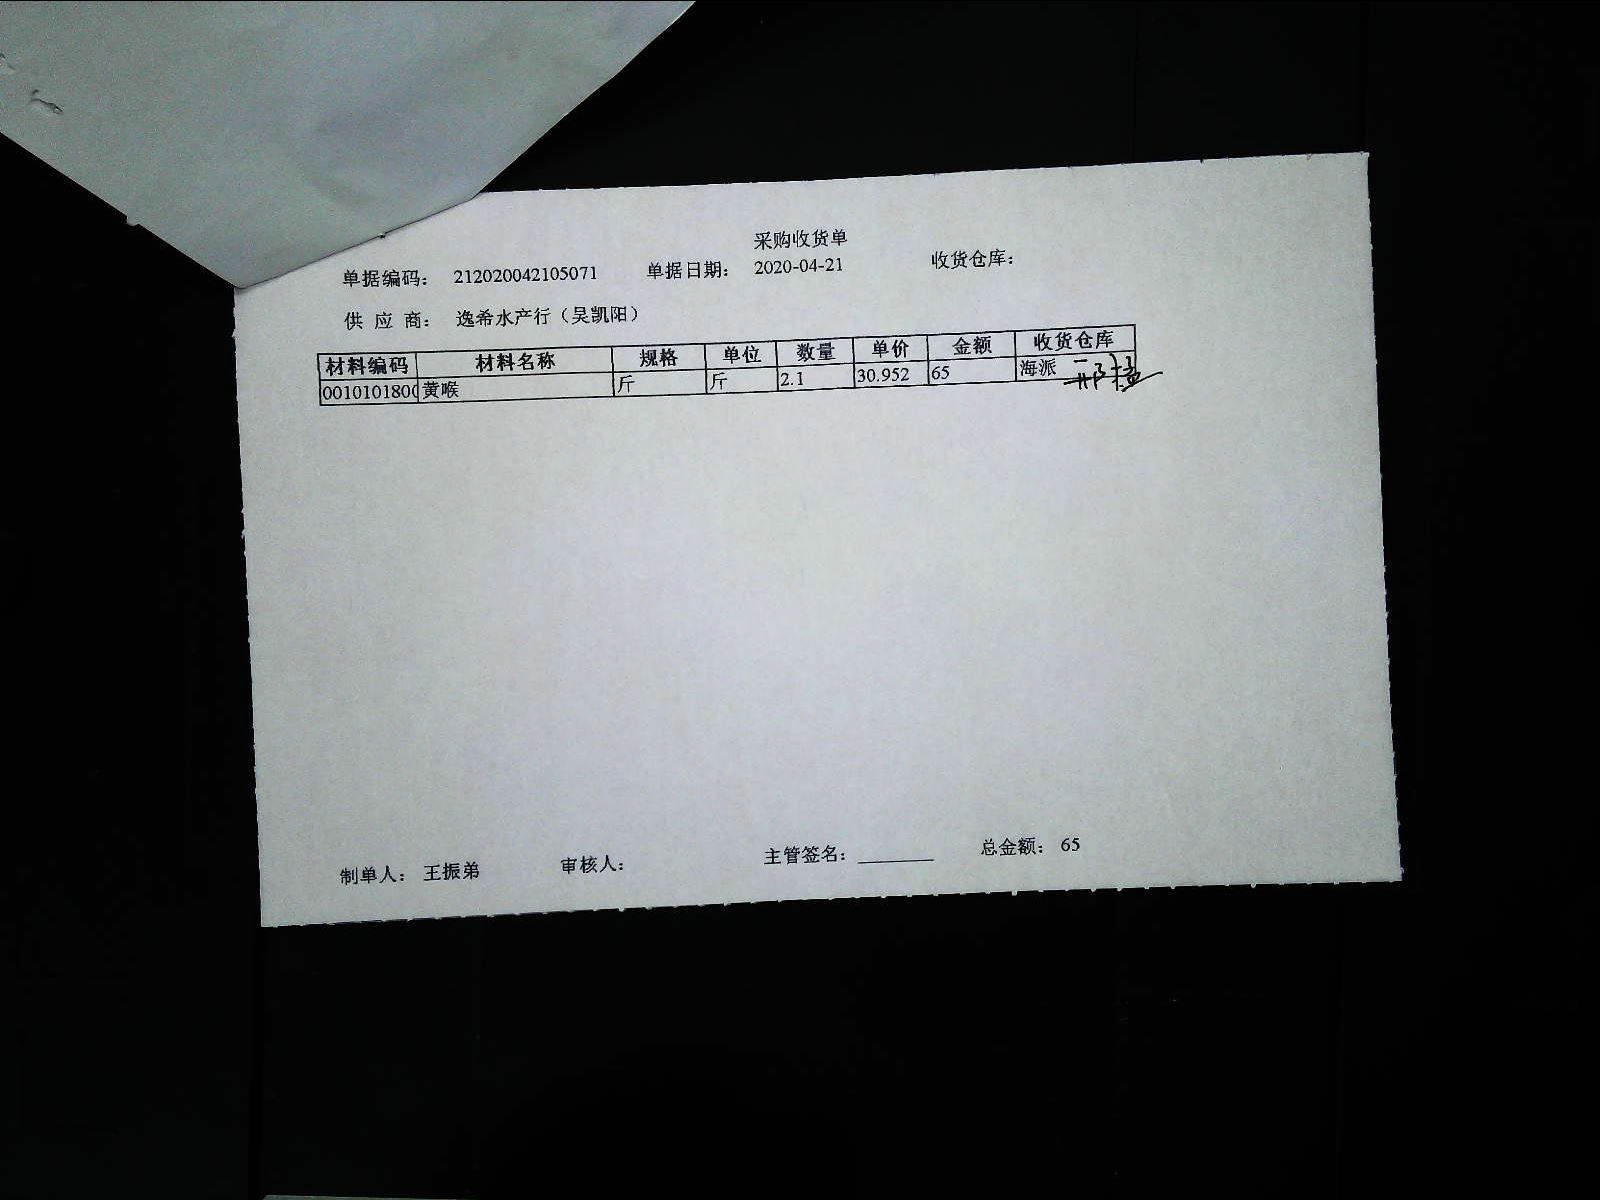 采购收货单
单据编码： 212020042105071 单据日期： 2020-04-21 收货仓库：
供 应 商： 逸希水产行（吴凯阳）
材料编码 材料名称 规格 单位 数量 单价 金额 收货仓库
0010101800 黄喉 斤 斤 2.1 30.952 65 海派
制单人： 王振弟 审核人： 主管签名： 总金额： 65